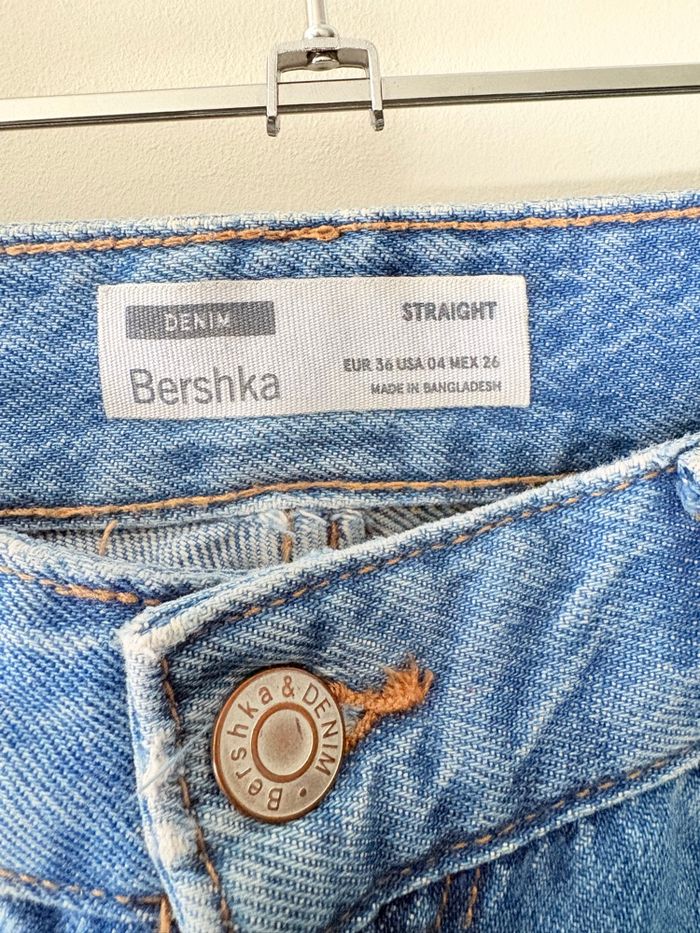 DENIM
STRAIGHT
Bershka
EUR 36 USA 04 MEX 26
MADE IN BANGLADESH
Bershka & DENIM •